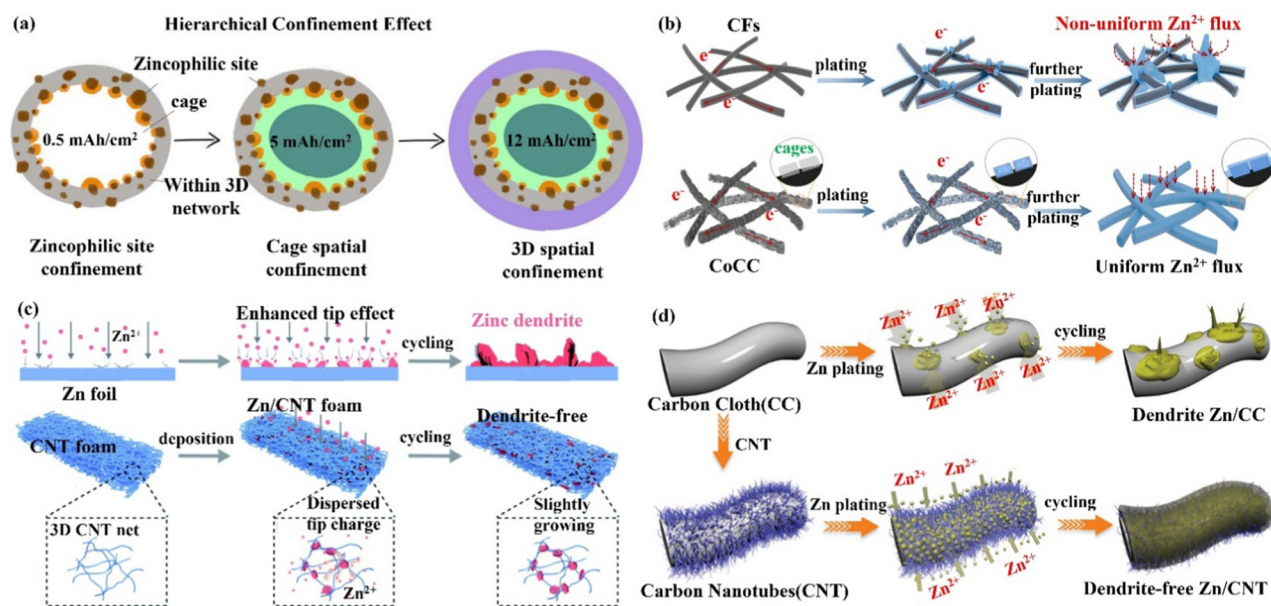 (a)
Hierarchical Confinement Effect
Zincophilic site
cage
0.5 mAh/cm²
5 mAh/cm²
12 mAh/cm²
Within 3D
network
Zincophilic site
confinement
Cage spatial
confinement
3D spatial
confinement
(b)
CFs
Non-uniform Zn²⁺ flux
e⁻
e⁻
plating
e⁻
e⁻
further
plating
cages
e⁻
e⁻
plating
e⁻
e⁻
further
plating
CoCC
Uniform Zn²⁺ flux
(c)
Zn²⁺
Enhanced tip effect
cycling
Zinc dendrite
Zn foil
Zn/CNT foam
Dendrite-free
CNT foam
deposition
cycling
3D CNT net
Dispersed
tip charge
Zn²⁺
Slightly
growing
(d)
Zn²⁺
Zn²⁺
Zn²⁺
Zn plating
cycling
Zn²⁺
Zn²⁺
Zn²⁺
Carbon Cloth(CC)
Dendrite Zn/CC
CNT
Zn²⁺
Zn²⁺
Zn plating
cycling
Zn²⁺
Zn²⁺
Carbon Nanotubes(CNT)
Dendrite-free Zn/CNT